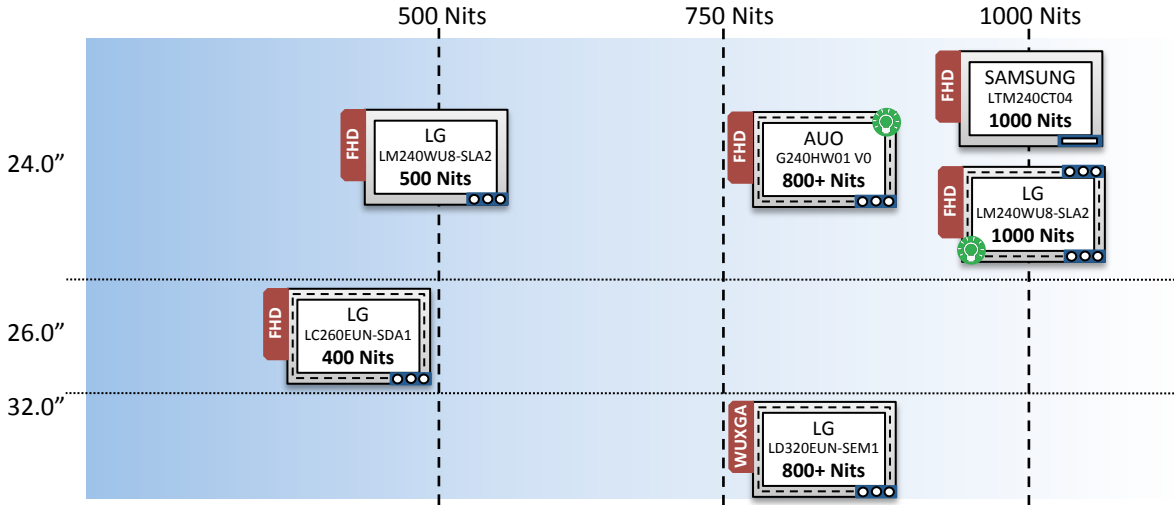 500 Nits
750 Nits
1000 Nits
24.0”
FHD
LG
LM240WU8-SLA2
500 Nits
FHD
AUO
G240HW01 V0
800+ Nits
FHD
SAMSUNG
LTM240CT04
1000 Nits
FHD
LG
LM240WU8-SLA2
1000 Nits
26.0”
FHD
LG
LC260EUN-SDA1
400 Nits
32.0”
WUXGA
LG
LD320EUN-SEM1
800+ Nits